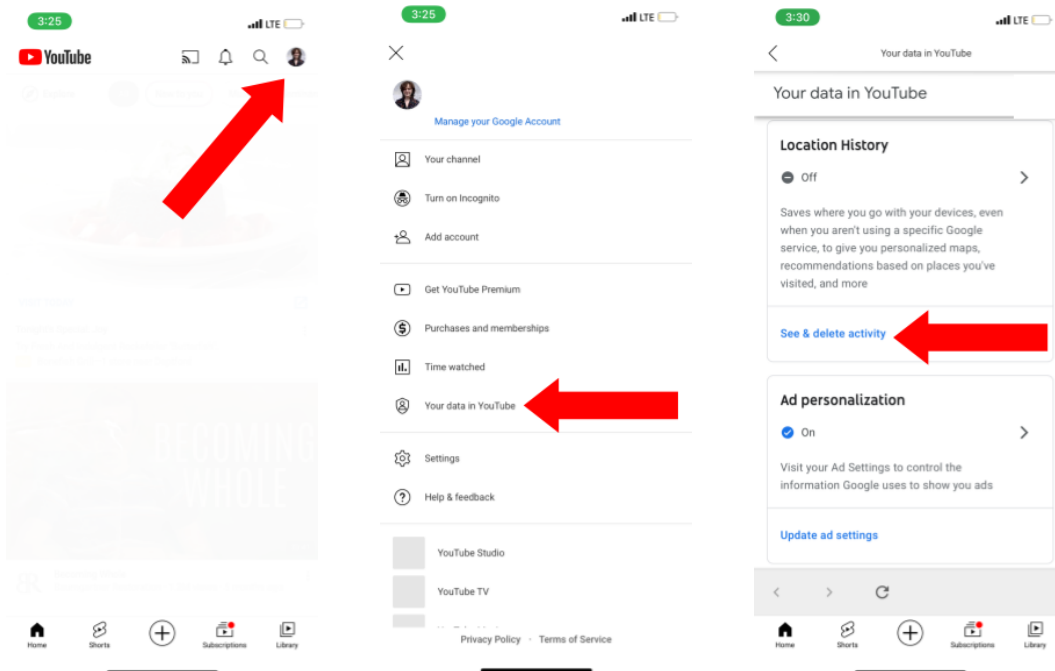 3:25
LTE
YouTube
BECOMING
WHOLE
Home
Shorts
Subscriptions
Library
3:25
LTE
Manage your Google Account
Your channel
Turn on Incognito
Add account
Get YouTube Premium
Purchases and memberships
Time watched
Your data in YouTube
Settings
Help & feedback
YouTube Studio
YouTube TV
Privacy Policy · Terms of Service
3:30
LTE
Your data in YouTube
Your data in YouTube
Location History
Off
Saves where you go with your devices, even
when you aren't using a specific Google
service, to give you personalized maps,
recommendations based on places you've
visited, and more
See & delete activity
Ad personalization
On
Visit your Ad Settings to control the
information Google uses to show you ads
Update ad settings
Home
Shorts
Subscriptions
Library